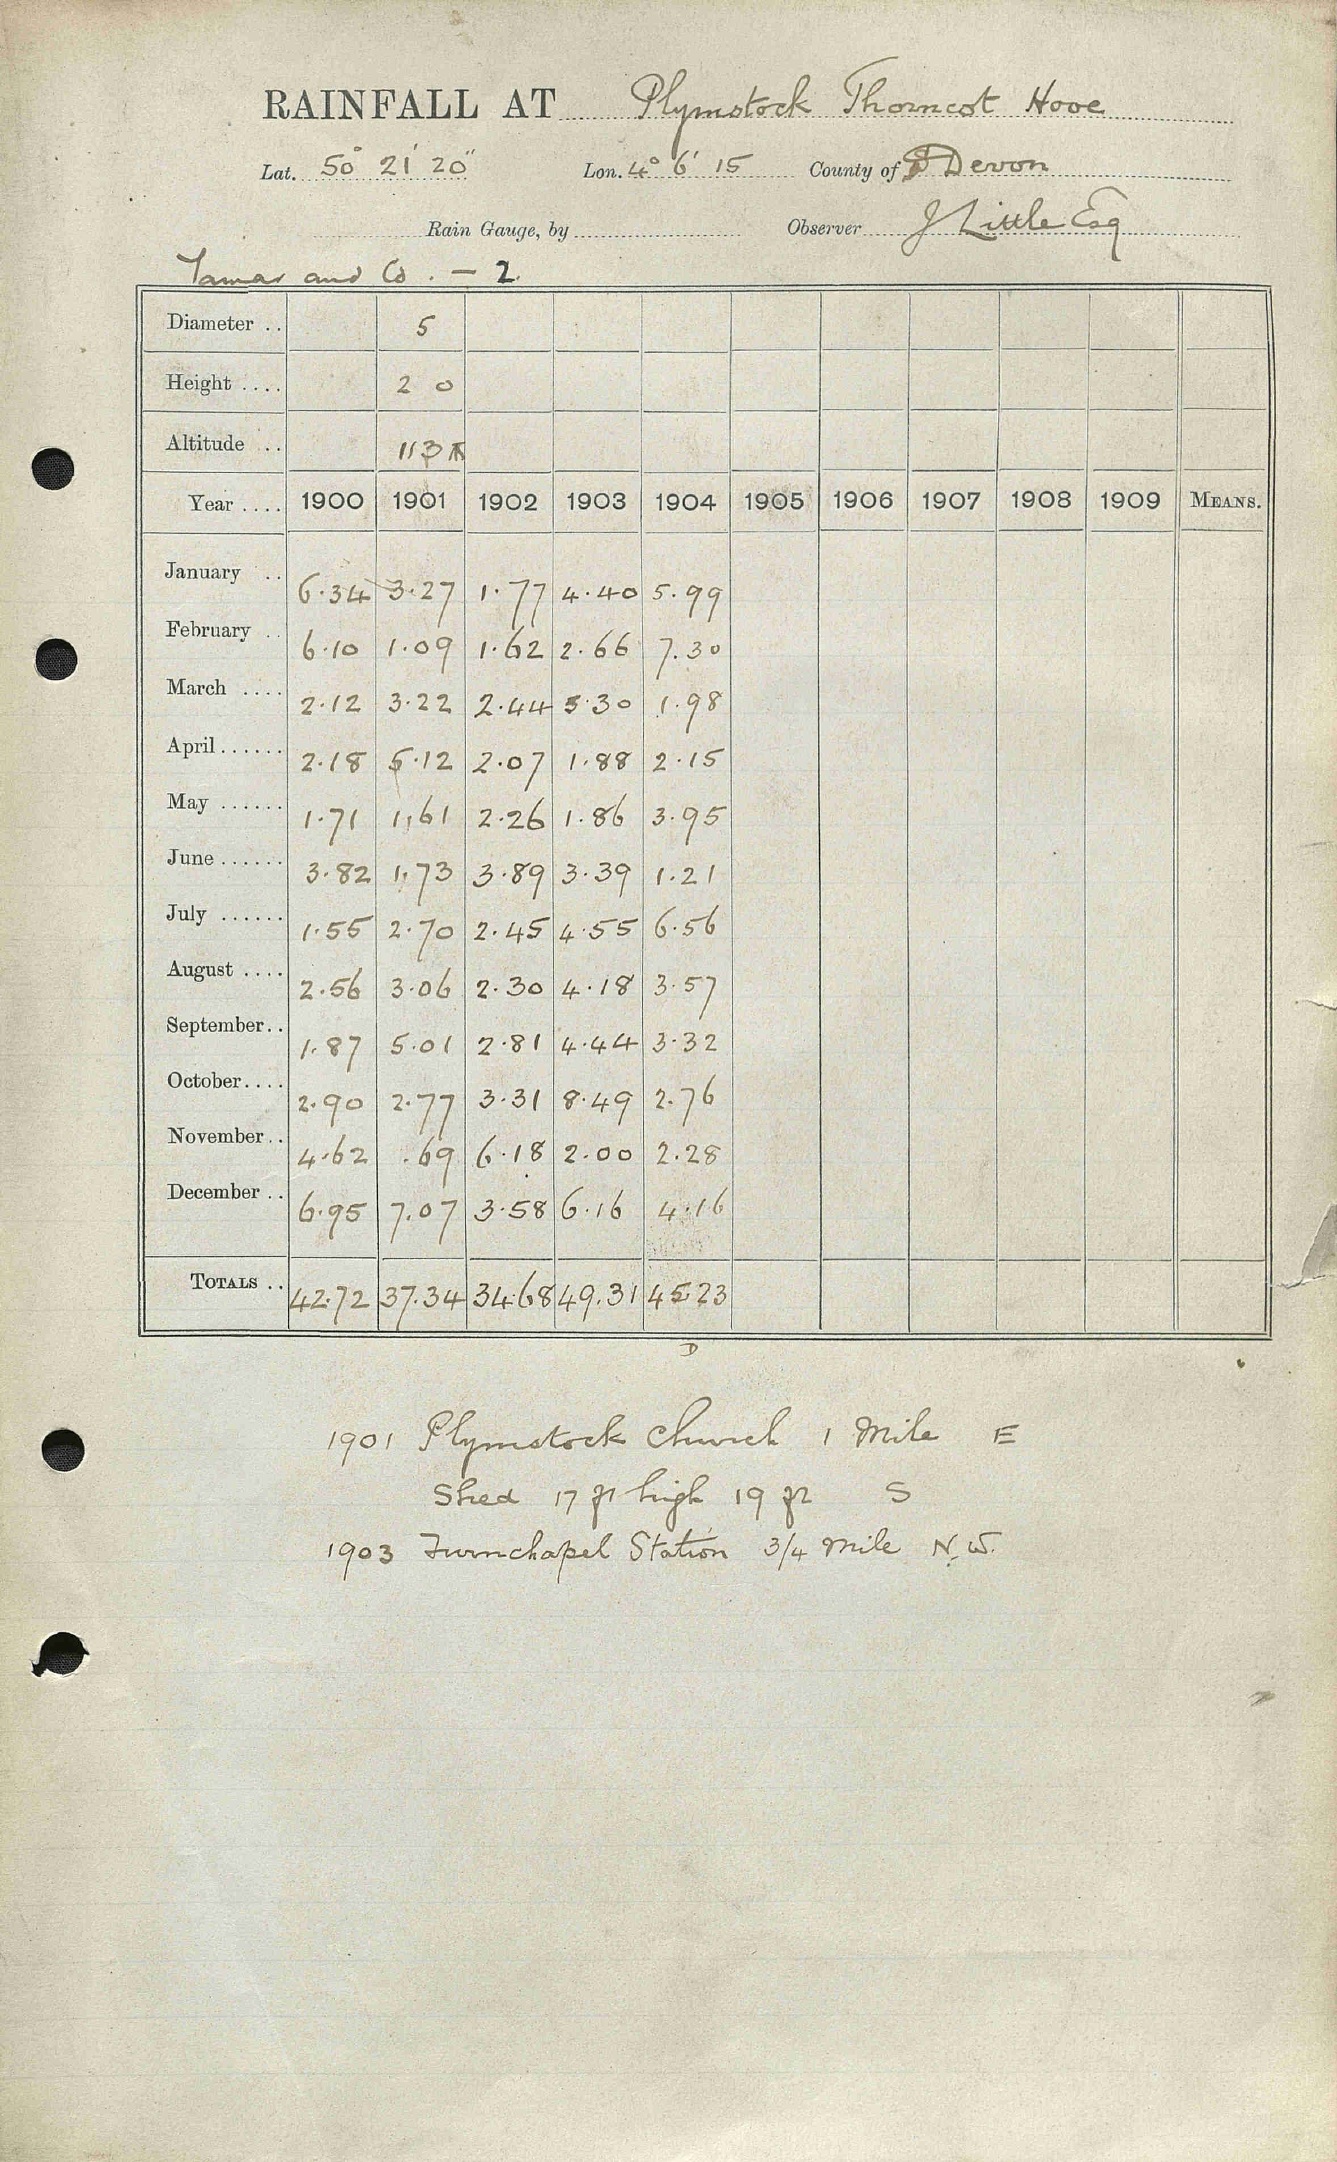 RAINFALL AT Plymstock Thorncot Hooe
Lat. 50° 21' 20" Lon. 4° 6' 15 County of Devon
Rain Gauge, by Observer J Little Esq
Tamar and Co. - 2.
Diameter .. 5
Height .... 2 0
Altitude .. 113 ft
Year .... 1900 1901 1902 1903 1904 1905 1906 1907 1908 1909 MEANS.
January .. 6.34 3.27 1.77 4.40 5.99
February .. 6.10 1.09 1.62 2.66 7.30
March .... 2.12 3.22 2.44 5.30 1.98
April ...... 2.18 5.12 2.07 1.88 2.15
May ...... 1.71 1.61 2.26 1.86 3.95
June ...... 3.82 1.73 3.89 3.39 1.21
July ...... 1.55 2.70 2.45 4.55 6.56
August .... 2.56 3.06 2.30 4.18 3.57
September.. 1.87 5.01 2.81 4.44 3.32
October.... 2.90 2.77 3.31 8.49 2.76
November.. 4.62 .69 6.18 2.00 2.28
December .. 6.95 7.07 3.58 6.16 4.16
TOTALS .. 42.72 37.34 34.68 49.31 45.23
D
1901 Plymstock Church 1 Mile E
Shed 17 ft high 19 ft S
1903 Turnchapel Station 3/4 Mile N.W.